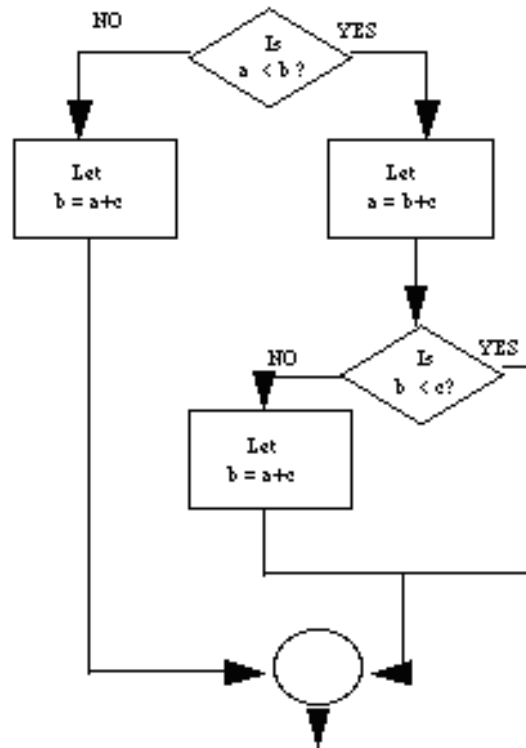 NO
Is
a < b ?
YES
Let
b = a+c
Let
a = b+c
NO
Is
b < c?
YES
Let
b = a+c